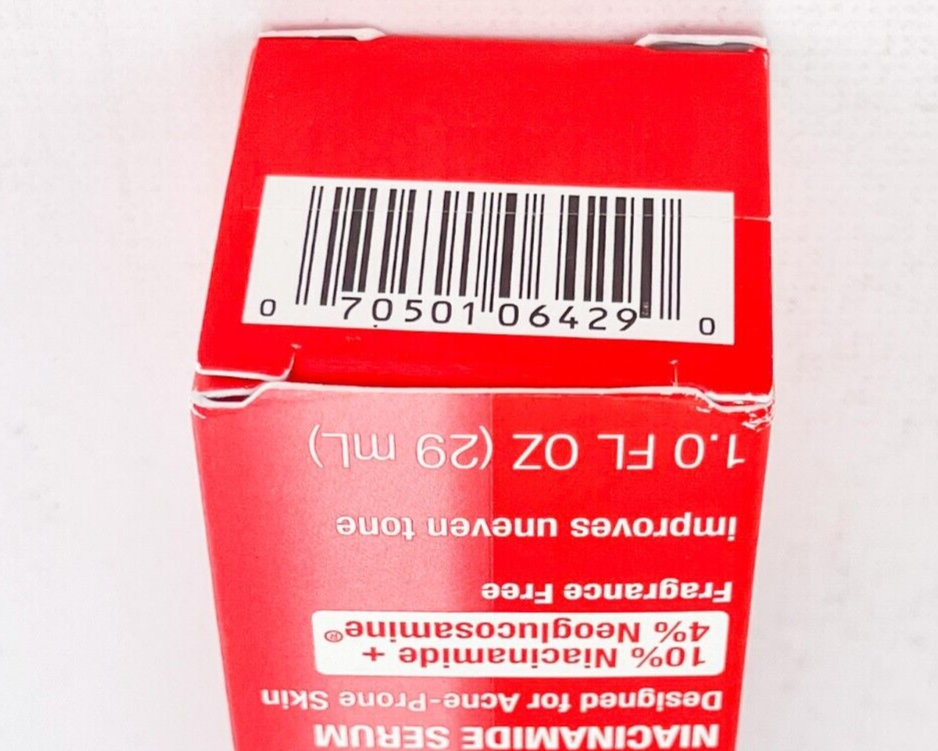 0 70501 06429 0
NIACINAMIDE SERUM
Designed for Acne-Prone Skin
10% Niacinamide +
4% Neoglucosamine®
Fragrance Free
improves uneven tone
1.0 FL OZ (29 mL)